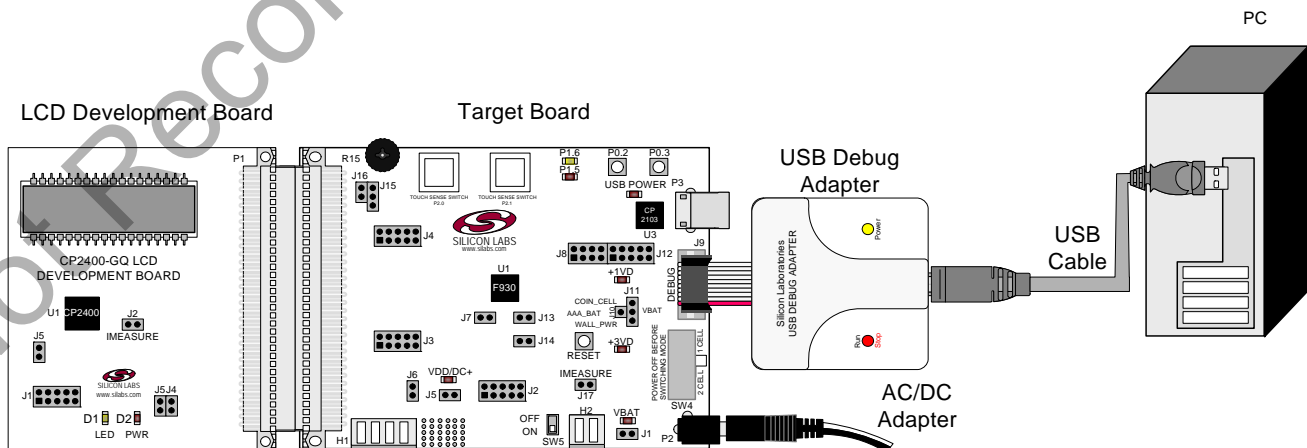 PC
LCD Development Board
Target Board
USB Debug
Adapter
P1
R15
J16
J15
TOUCH SENSE SWITCH
P2.0
TOUCH SENSE SWITCH
P2.1
P1.6
P1.5
P0.2
P0.3
USB POWER
P3
CP
2103
U3
J4
SILICON LABS
www.silabs.com
J8
J12
J9
DEBUG
+1VD
U1
F930
COIN_CELL
AAA_BAT
WALL_PWR
J10
J11
VBAT
J7
J13
J14
RESET
+3VD
J3
POWER OFF BEFORE
SWITCHING MODE
2 CELL
1 CELL
SW4
J6
VDD/DC+
J5
J2
IMEASURE
J17
OFF
ON
SW5
H2
VBAT
J1
P2
H1
CP2400-GQ LCD
DEVELOPMENT BOARD
U1
CP2400
J2
IMEASURE
J5
J1
SILICON LABS
www.silabs.com
J5
J4
D1
D2
LED
PWR
Silicon Laboratories
USB DEBUG ADAPTER
Power
Run
Stop
USB
Cable
AC/DC
Adapter
not Recor